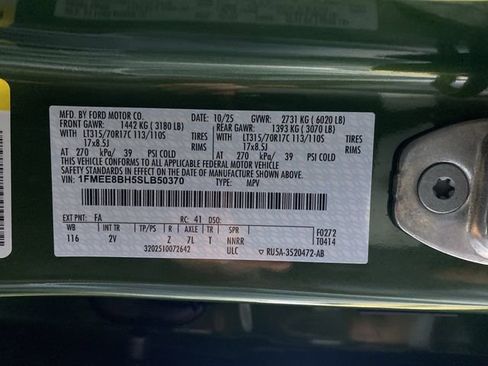 MFD. BY FORD MOTOR CO. 10/25 GVWR: 2731 KG (6020 LB)
FRONT GAWR: 1442 KG (3180 LB) REAR GAWR: 1393 KG (3070 LB)
WITH LT315/70R17C 113/110S TIRES WITH LT315/70R17C 113/110S TIRES
17x8.5J RIMS 17x8.5J RIMS
AT 270 kPa/ 39 PSI COLD AT 270 kPa/ 39 PSI COLD
THIS VEHICLE CONFORMS TO ALL APPLICABLE FEDERAL MOTOR VEHICLE
SAFETY STANDARDS IN EFFECT ON THE DATE OF MANUFACTURE SHOWN ABOVE.
VIN: 1FMEE8BH5SLB50370 TYPE: MPV
EXT PNT: FA RC: 41 DSO:
WB INT TR TP/PS R AXLE TR SPR F0272
116 2V Z 7L T NNRR T0414
3202510072642 ULC RU5A-3520472-AB